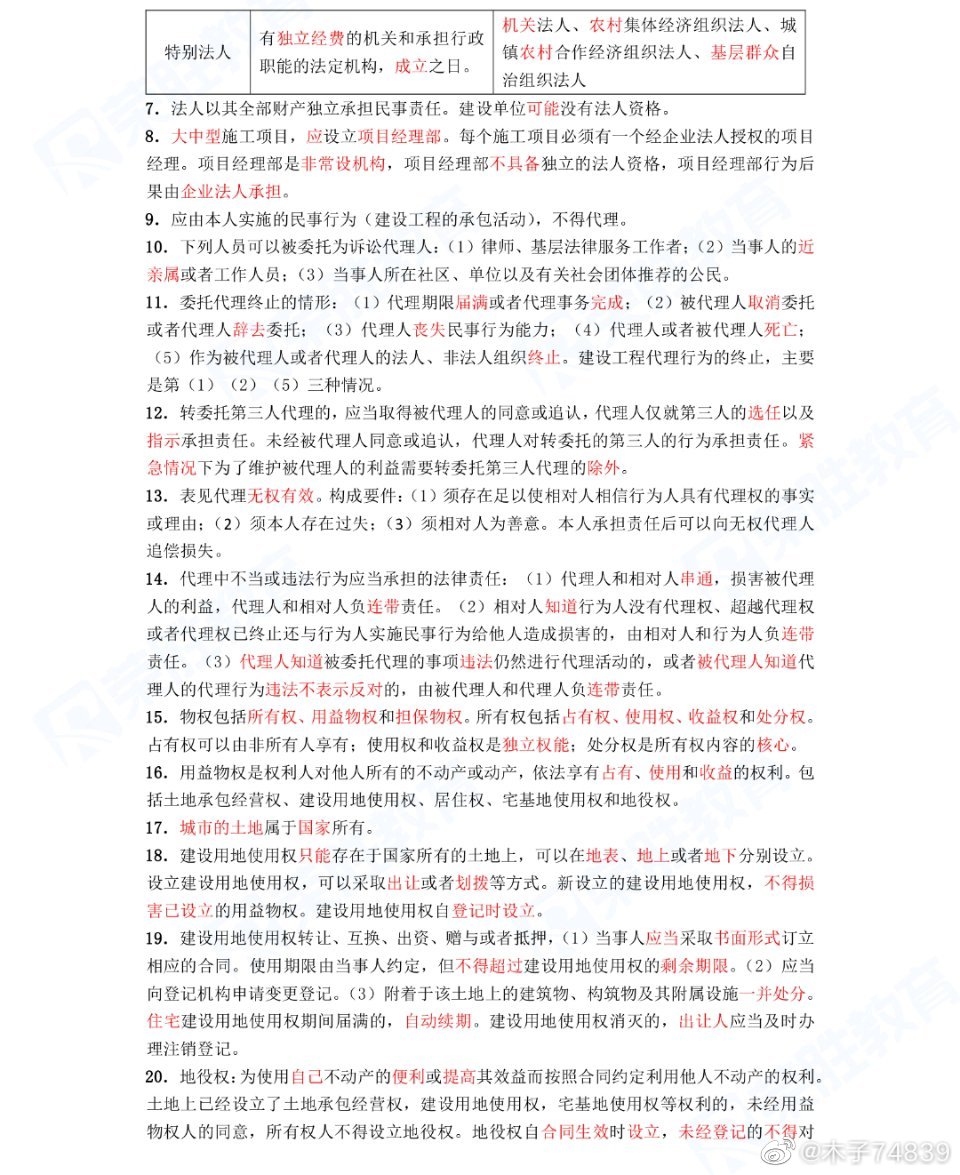 特别法人
有独立经费的机关和承担行政
职能的法定机构，成立之日。
机关法人、农村集体经济组织法人、城
镇农村合作经济组织法人、基层群众自
治组织法人
7. 法人以其全部财产独立承担民事责任。建设单位可能没有法人资格。
8. 大中型施工项目，应设立项目经理部。每个施工项目必须有一个经企业法人授权的项目
经理。项目经理部是非常设机构，项目经理部不具备独立的法人资格，项目经理部行为后
果由企业法人承担。
9. 应由本人实施的民事行为（建设工程的承包活动），不得代理。
10. 下列人员可以被委托为诉讼代理人：（1）律师、基层法律服务工作者；（2）当事人的近
亲属或者工作人员；（3）当事人所在社区、单位以及有关社会团体推荐的公民。
11. 委托代理终止的情形：（1）代理期限届满或者代理事务完成；（2）被代理人取消委托
或者代理人辞去委托；（3）代理人丧失民事行为能力；（4）代理人或者被代理人死亡；
（5）作为被代理人或者代理人的法人、非法人组织终止。建设工程代理行为的终止，主要
是第（1）（2）（5）三种情况。
12. 转委托第三人代理的，应当取得被代理人的同意或追认，代理人仅就第三人的选任以及
指示承担责任。未经被代理人同意或追认，代理人对转委托的第三人的行为承担责任。紧
急情况下为了维护被代理人的利益需要转委托第三人代理的除外。
13. 表见代理无权有效。构成要件：（1）须存在足以使相对人相信行为人具有代理权的事实
或理由；（2）须本人存在过失；（3）须相对人为善意。本人承担责任后可以向无权代理人
追偿损失。
14. 代理中不当或违法行为应当承担的法律责任：（1）代理人和相对人串通，损害被代理
人的利益，代理人和相对人负连带责任。（2）相对人知道行为人没有代理权、超越代理权
或者代理权已终止还与行为人实施民事行为给他人造成损害的，由相对人和行为人负连带
责任。（3）代理人知道被委托代理的事项违法仍然进行代理活动的，或者被代理人知道代
理人的代理行为违法不表示反对的，由被代理人和代理人负连带责任。
15. 物权包括所有权、用益物权和担保物权。所有权包括占有权、使用权、收益权和处分权。
占有权可以由非所有人享有；使用权和收益权是独立权能；处分权是所有权内容的核心。
16. 用益物权是权利人对他人所有的不动产或动产，依法享有占有、使用和收益的权利。包
括土地承包经营权、建设用地使用权、居住权、宅基地使用权和地役权。
17. 城市的土地属于国家所有。
18. 建设用地使用权只能存在于国家所有的土地上，可以在地表、地上或者地下分别设立。
设立建设用地使用权，可以采取出让或者划拨等方式。新设立的建设用地使用权，不得损
害已设立的用益物权。建设用地使用权自登记时设立。
19. 建设用地使用权转让、互换、出资、赠与或者抵押，（1）当事人应当采取书面形式订立
相应的合同。使用期限由当事人约定，但不得超过建设用地使用权的剩余期限。（2）应当
向登记机构申请变更登记。（3）附着于该土地上的建筑物、构筑物及其附属设施一并处分。
住宅建设用地使用权期间届满的，自动续期。建设用地使用权消灭的，出让人应当及时办
理注销登记。
20. 地役权：为使用自己不动产的便利或提高其效益而按照合同约定利用他人不动产的权利。
土地上已经设立了土地承包经营权，建设用地使用权，宅基地使用权等权利的，未经用益
物权人的同意，所有权人不得设立地役权。地役权自合同生效时设立，未经登记的不得对
@木子74839